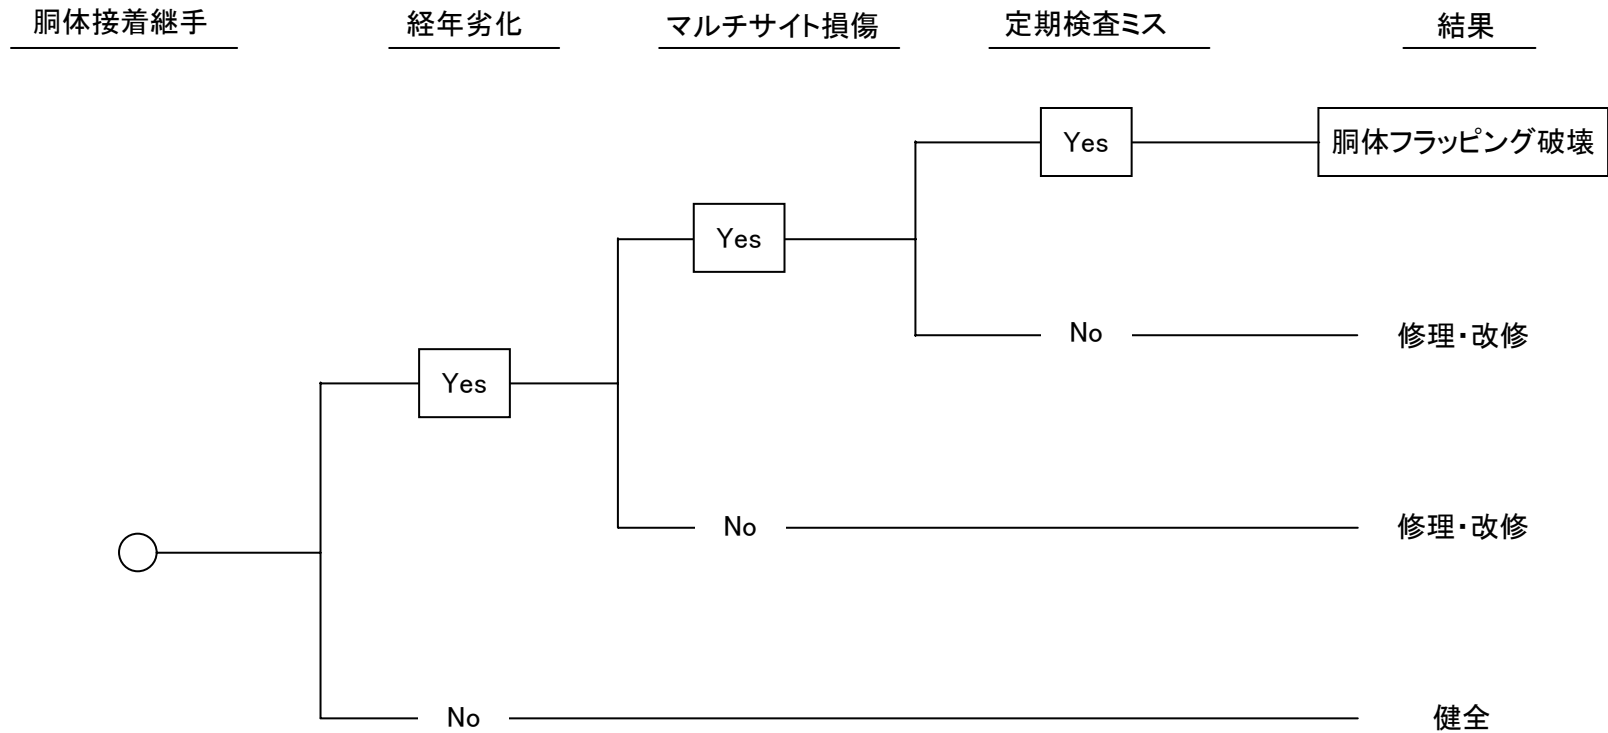 胴体接着継手
経年劣化
マルチサイト損傷
定期検査ミス
結果
Yes
胴体フラッピング破壊
Yes
No
修理・改修
Yes
No
修理・改修
No
健全